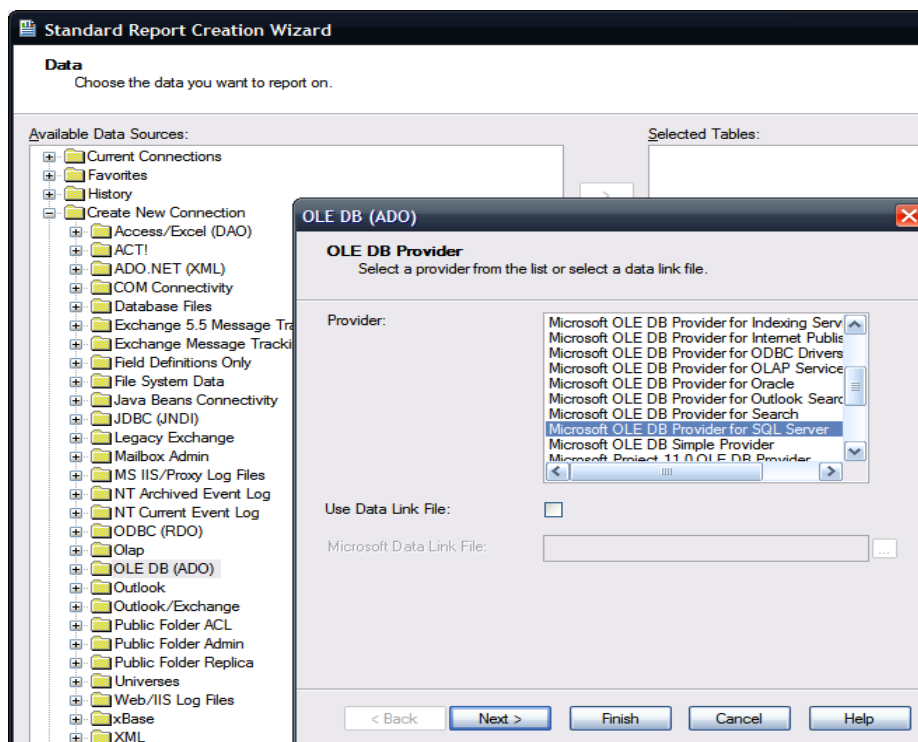 Standard Report Creation Wizard
Data
Choose the data you want to report on.
Available Data Sources:
Selected Tables:
Current Connections
Favorites
History
>
Create New Connection
Access/Excel (DAO)
ACT!
ADO.NET (XML)
COM Connectivity
Database Files
Exchange 5.5 Message Tra
Exchange Message Tracki
Field Definitions Only
File System Data
Java Beans Connectivity
JDBC (JNDI)
Legacy Exchange
Mailbox Admin
MS IIS/Proxy Log Files
NT Archived Event Log
NT Current Event Log
ODBC (RDO)
Olap
OLE DB (ADO)
Outlook
Outlook/Exchange
Public Folder ACL
Public Folder Admin
Public Folder Replica
Universes
Web/IIS Log Files
xBase
XML
OLE DB (ADO)
OLE DB Provider
Select a provider from the list or select a data link file.
Provider:
Microsoft OLE DB Provider for Indexing Serv
Microsoft OLE DB Provider for Internet Publis
Microsoft OLE DB Provider for ODBC Drivers
Microsoft OLE DB Provider for OLAP Service
Microsoft OLE DB Provider for Oracle
Microsoft OLE DB Provider for Outlook Searc
Microsoft OLE DB Provider for Search
Microsoft OLE DB Provider for SQL Server
Microsoft OLE DB Simple Provider
Microsoft Project 11.0 OLE DB Provider
Use Data Link File:
Microsoft Data Link File:
...
< Back
Next >
Finish
Cancel
Help